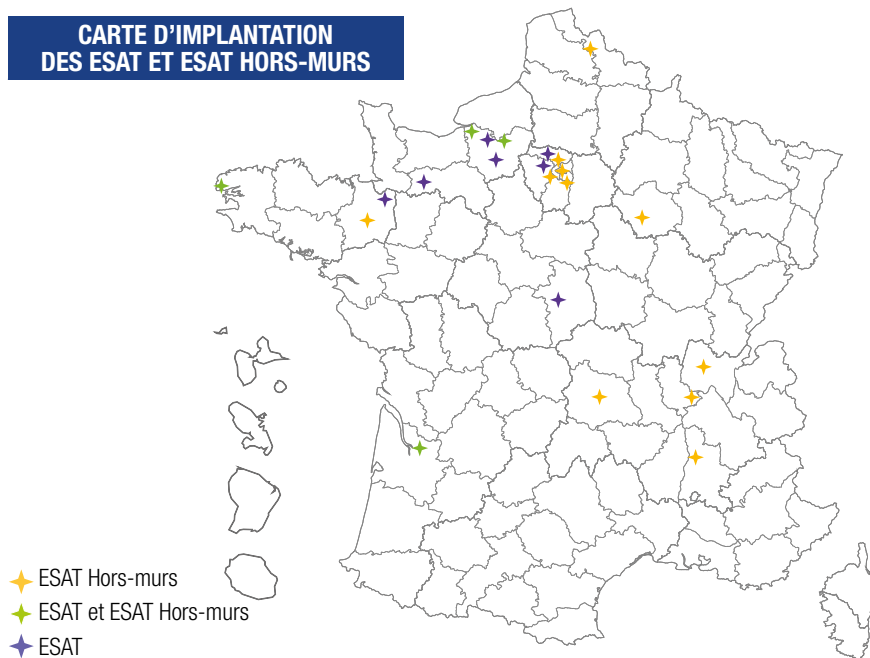 CARTE D'IMPLANTATION
DES ESAT ET ESAT HORS-MURS
ESAT Hors-murs
ESAT et ESAT Hors-murs
ESAT